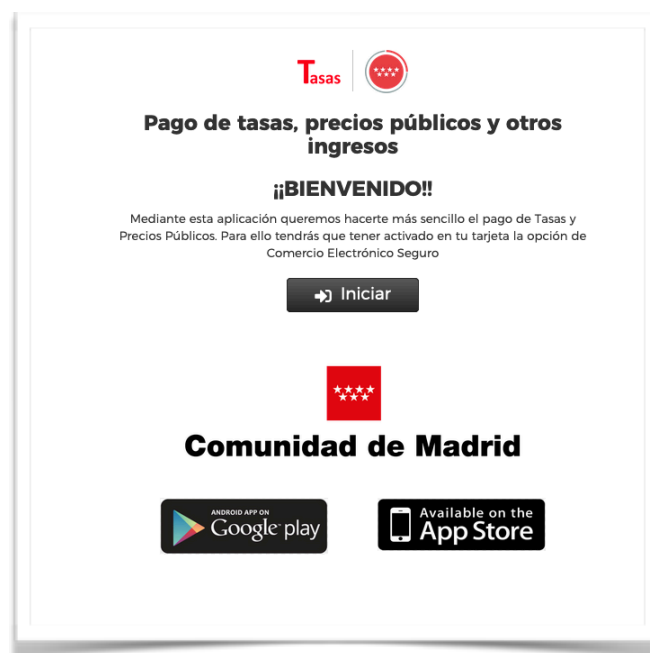 Tasas
Pago de tasas, precios públicos y otros
ingresos
¡¡BIENVENIDO!!
Mediante esta aplicación queremos hacerte más sencillo el pago de Tasas y
Precios Públicos. Para ello tendrás que tener activado en tu tarjeta la opción de
Comercio Electrónico Seguro
Iniciar
Comunidad de Madrid
ANDROID APP ON
Google play
Available on the
App Store